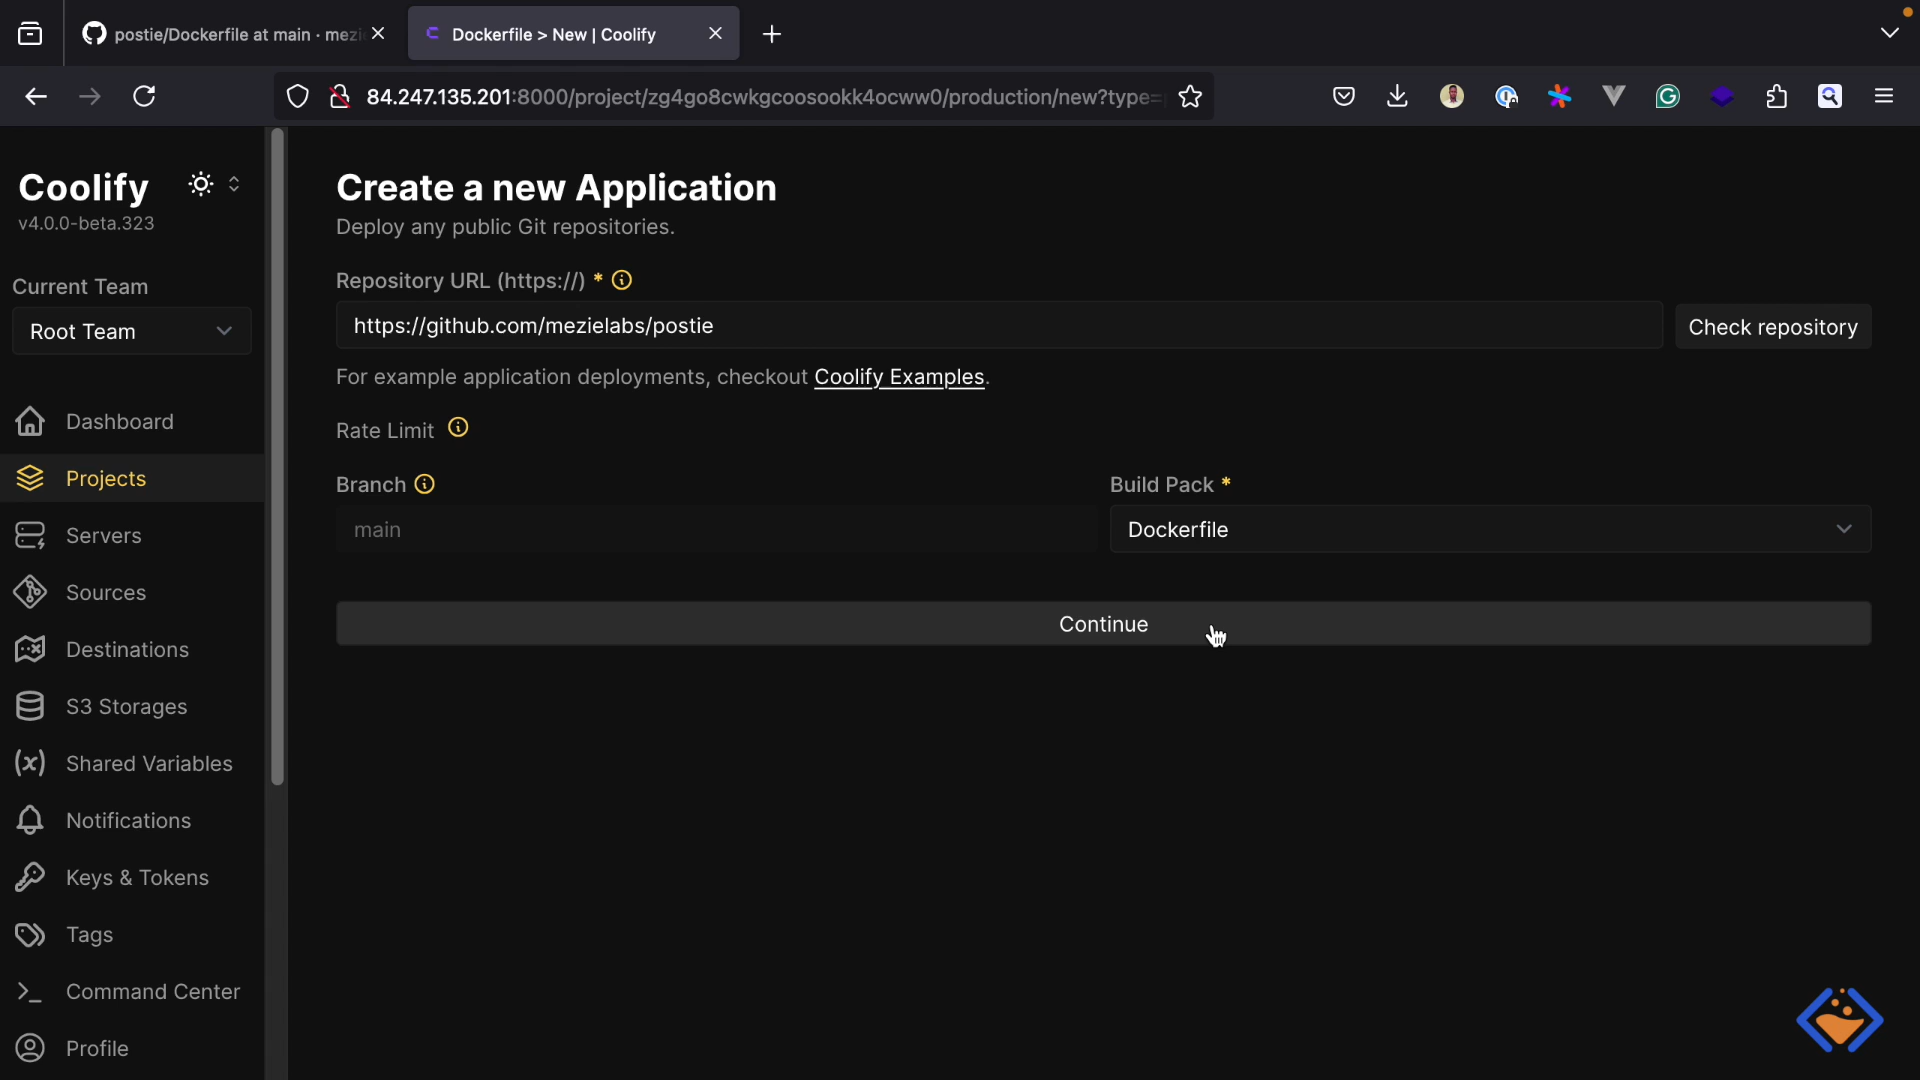 postie/Dockerfile at main · mezi
Dockerfile > New | Coolify
84.247.135.201:8000/project/zg4go8cwkgcoosookk4ocww0/production/new?type=
Coolify
v4.0.0-beta.323
Current Team
Root Team
Dashboard
Projects
Servers
Sources
Destinations
S3 Storages
Shared Variables
Notifications
Keys & Tokens
Tags
Command Center
Profile
Create a new Application
Deploy any public Git repositories.
Repository URL (https://) *
https://github.com/mezielabs/postie
Check repository
For example application deployments, checkout Coolify Examples.
Rate Limit
Branch
main
Build Pack *
Dockerfile
Continue